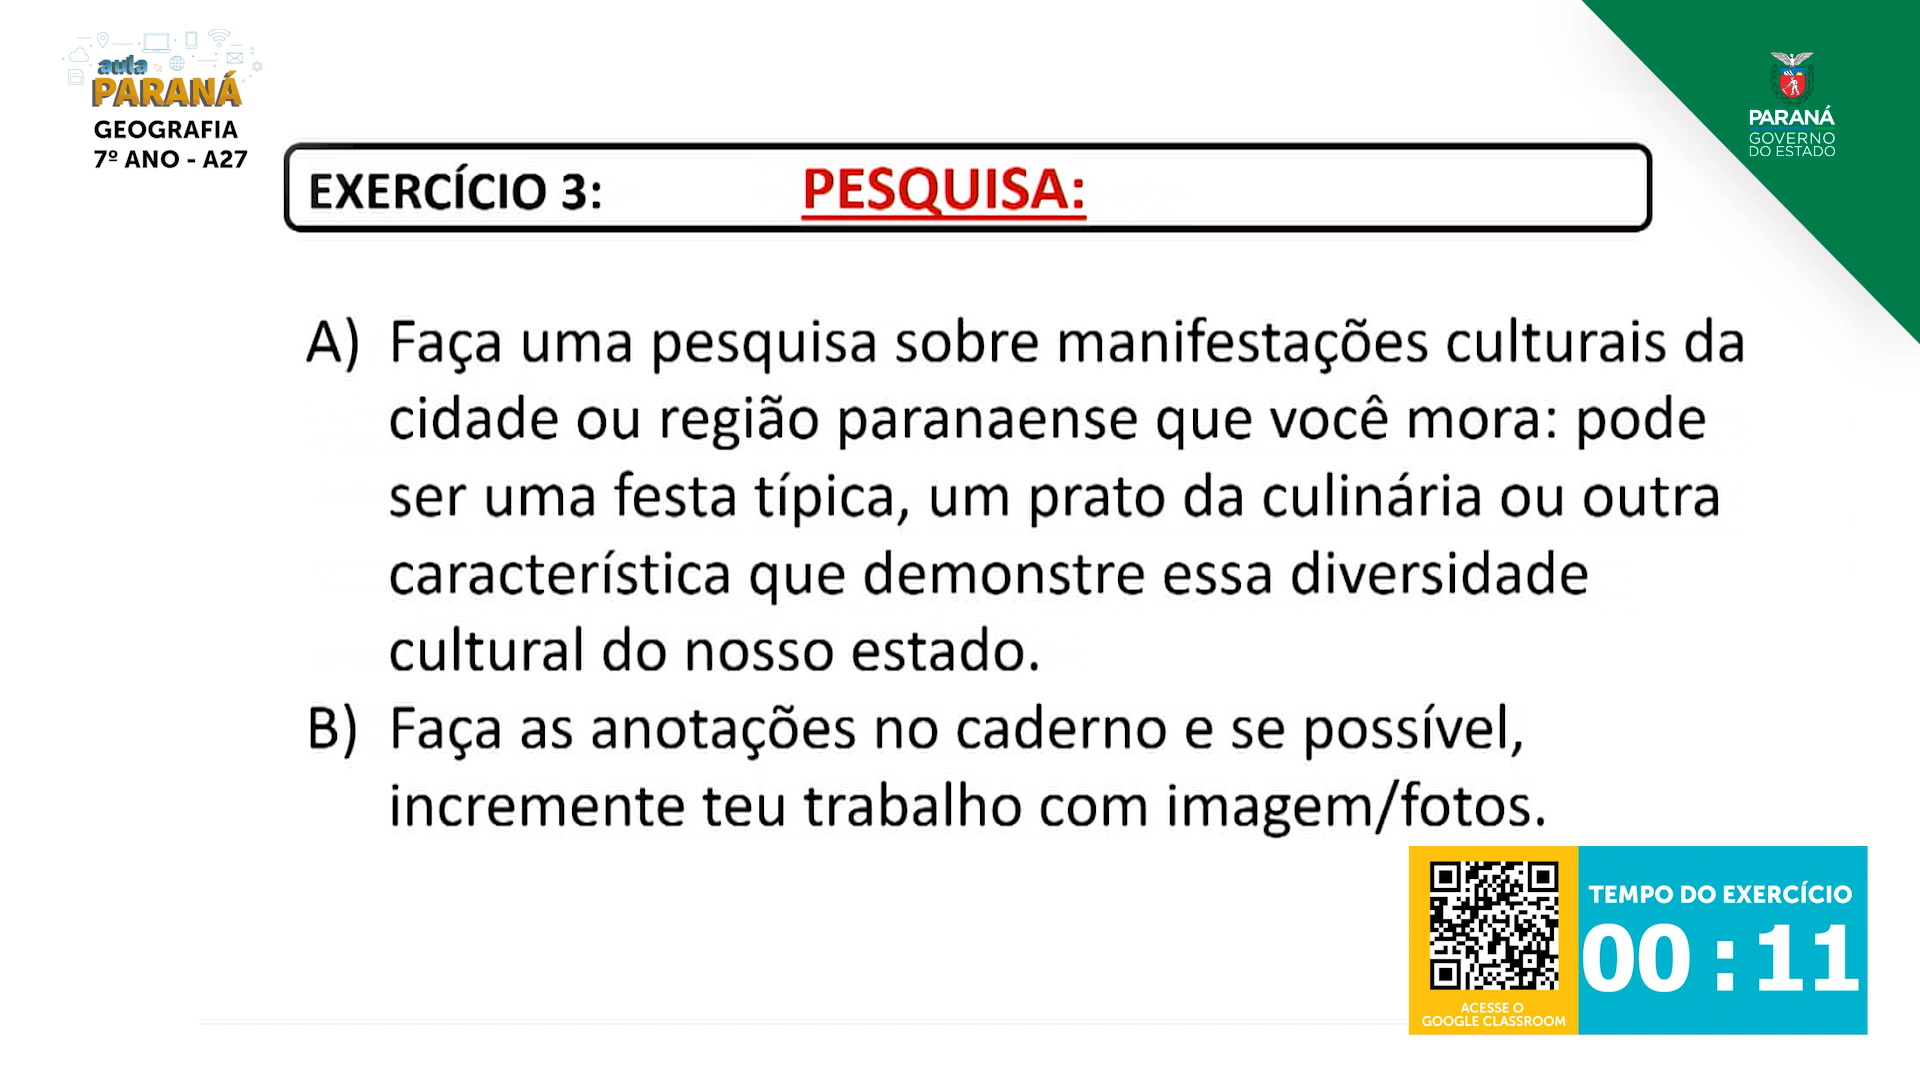 aula
PARANÁ
GEOGRAFIA
7º ANO - A27
PARANÁ
GOVERNO
DO ESTADO
EXERCÍCIO 3: PESQUISA:
A) Faça uma pesquisa sobre manifestações culturais da
cidade ou região paranaense que você mora: pode
ser uma festa típica, um prato da culinária ou outra
característica que demonstre essa diversidade
cultural do nosso estado.
B) Faça as anotações no caderno e se possível,
incremente teu trabalho com imagem/fotos.
ACESSE O
GOOGLE CLASSROOM
TEMPO DO EXERCÍCIO
00:11